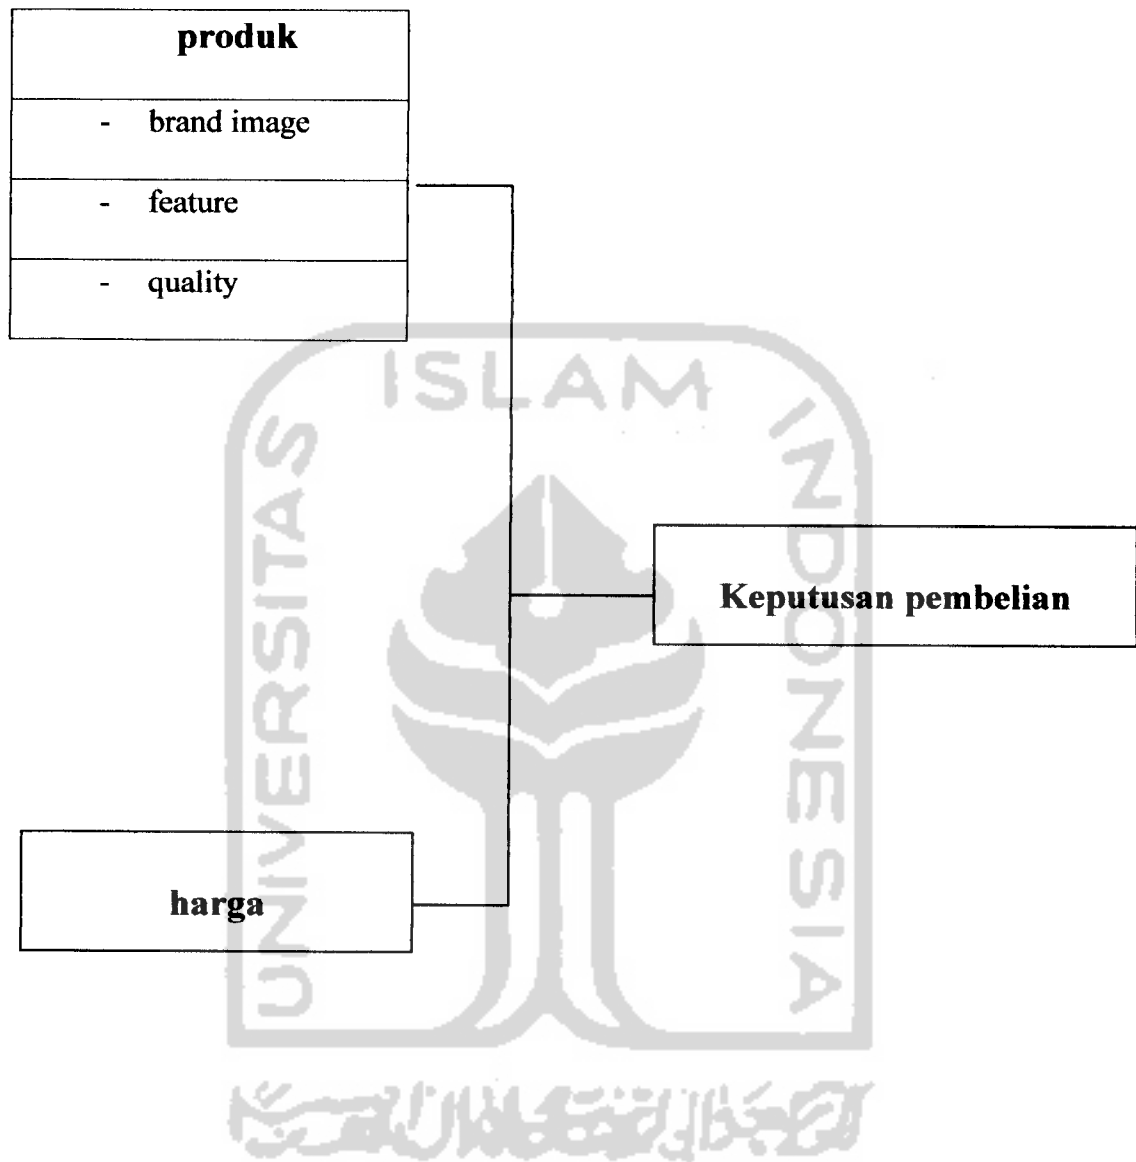 produk
- brand image
- feature
- quality
ISLAM
UNIVERSITAS
INDONESIA
Keputusan pembelian
harga